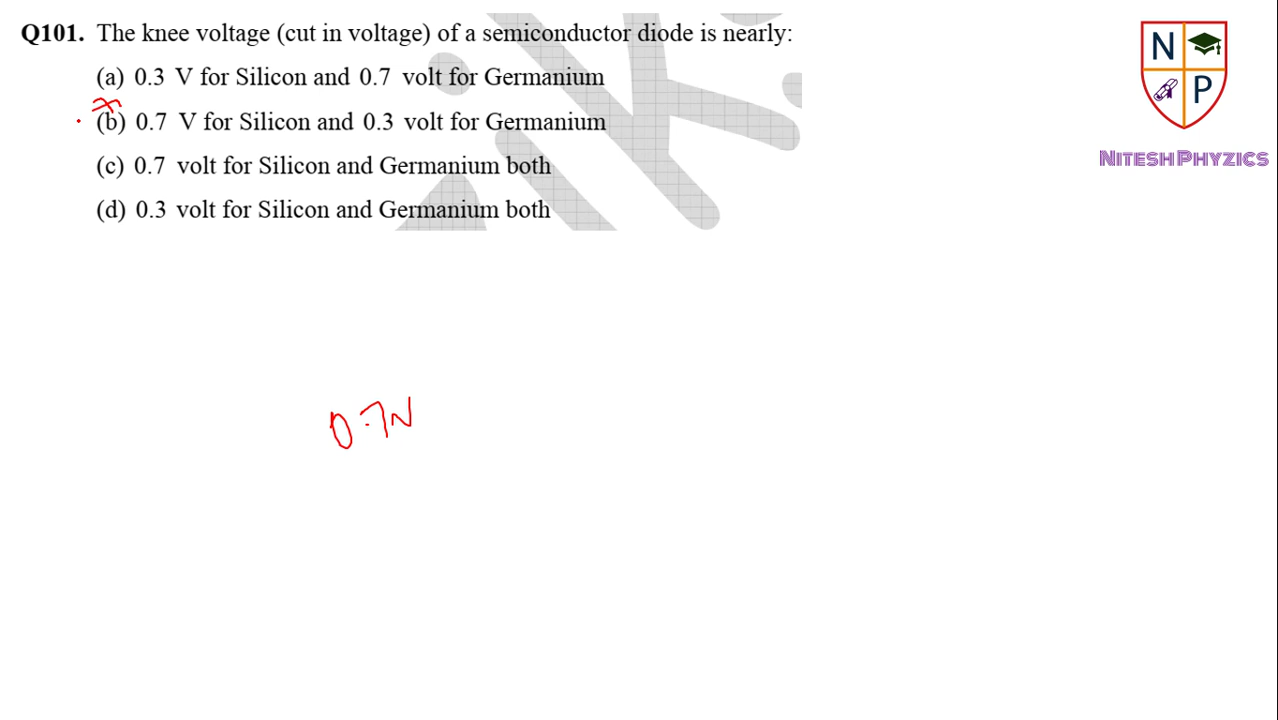 Q101. The knee voltage (cut in voltage) of a semiconductor diode is nearly:
(a) 0.3 V for Silicon and 0.7 volt for Germanium
(b) 0.7 V for Silicon and 0.3 volt for Germanium
(c) 0.7 volt for Silicon and Germanium both
(d) 0.3 volt for Silicon and Germanium both
N
P
NITESH PHYZICS
0.7V